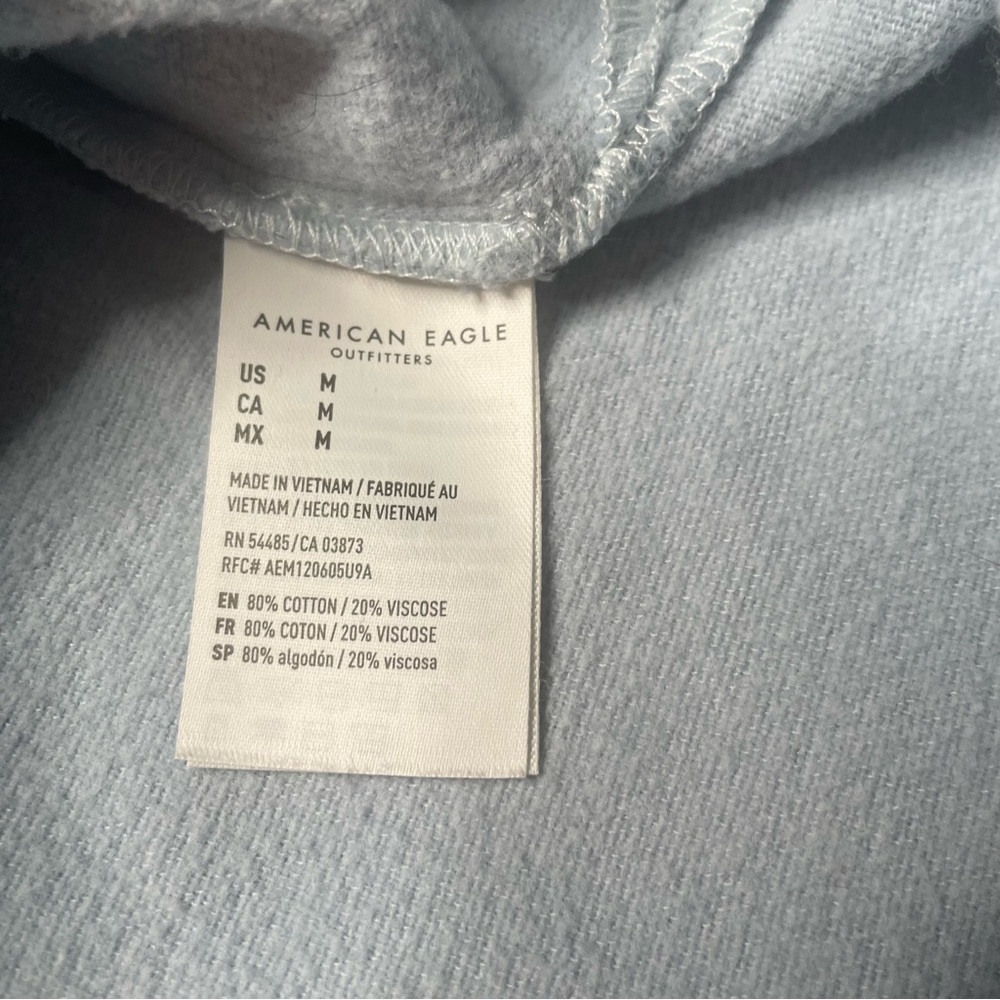 AMERICAN EAGLE
OUTFITTERS
US M
CA M
MX M
MADE IN VIETNAM / FABRIQUÉ AU
VIETNAM / HECHO EN VIETNAM
RN 54485/CA 03873
RFC# AEM120605U9A
EN 80% COTTON / 20% VISCOSE
FR 80% COTON / 20% VISCOSE
SP 80% algodón / 20% viscosa